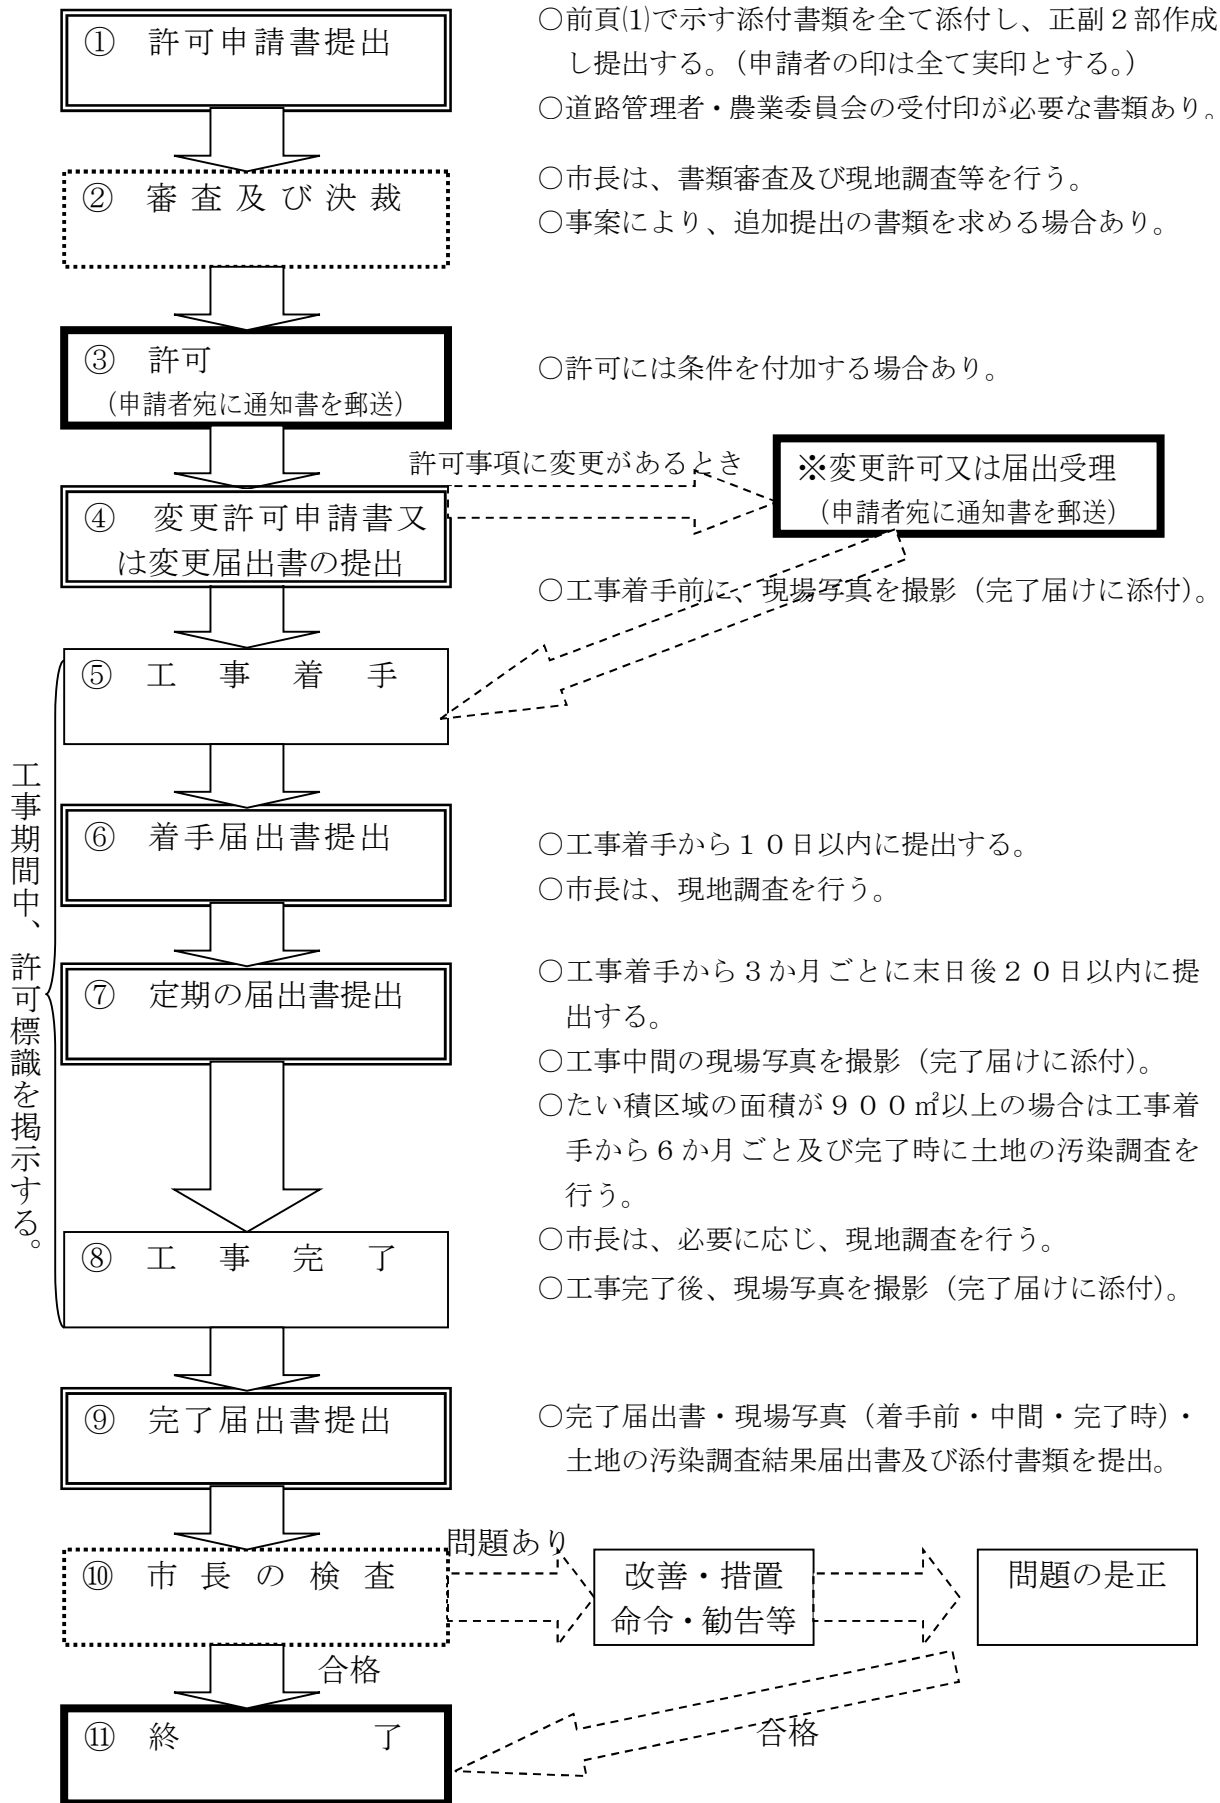 ① 許可申請書提出
○前頁⑴で示す添付書類を全て添付し、正副２部作成
し提出する。（申請者の印は全て実印とする。）
○道路管理者・農業委員会の受付印が必要な書類あり。
② 審査及び決裁
○市長は、書類審査及び現地調査等を行う。
○事案により、追加提出の書類を求める場合あり。
③ 許可
（申請者宛に通知書を郵送）
○許可には条件を付加する場合あり。
許可事項に変更があるとき
※変更許可又は届出受理
（申請者宛に通知書を郵送）
④ 変更許可申請書又
は変更届出書の提出
○工事着手前に、現場写真を撮影（完了届けに添付）。
⑤ 工事着手
工事期間中、許可標識を掲示する。
⑥ 着手届出書提出
○工事着手から１０日以内に提出する。
○市長は、現地調査を行う。
⑦ 定期の届出書提出
○工事着手から３か月ごとに末日後２０日以内に提
出する。
○工事中間の現場写真を撮影（完了届けに添付）。
○たい積区域の面積が９００㎡以上の場合は工事着
手から６か月ごと及び完了時に土地の汚染調査を
行う。
○市長は、必要に応じ、現地調査を行う。
⑧ 工事完了
○工事完了後、現場写真を撮影（完了届けに添付）。
⑨ 完了届出書提出
○完了届出書・現場写真（着手前・中間・完了時）・
土地の汚染調査結果届出書及び添付書類を提出。
⑩ 市長の検査
問題あり
改善・措置
命令・勧告等
問題の是正
合格
⑪ 終了
合格